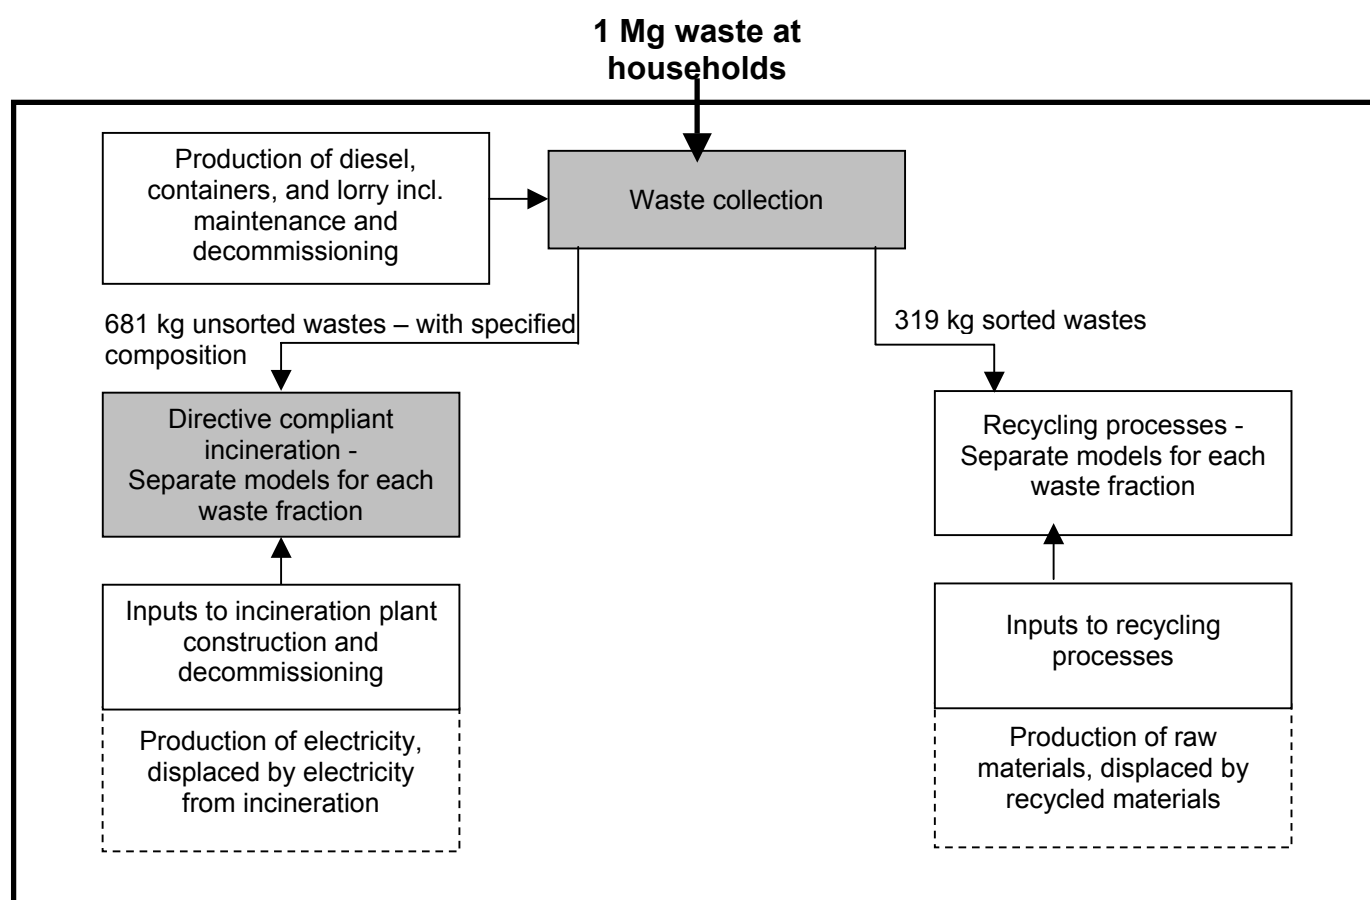 1 Mg waste at
households
Production of diesel,
containers, and lorry incl.
maintenance and
decommissioning
Waste collection
681 kg unsorted wastes – with specified
composition
319 kg sorted wastes
Directive compliant
incineration -
Separate models for each
waste fraction
Recycling processes -
Separate models for each
waste fraction
Inputs to incineration plant
construction and
decommissioning
Inputs to recycling
processes
Production of electricity,
displaced by electricity
from incineration
Production of raw
materials, displaced by
recycled materials